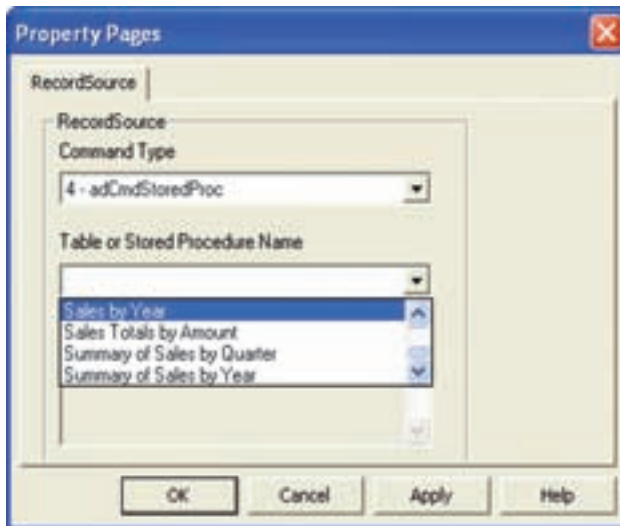 Property Pages
RecordSource
RecordSource
Command Type
4 - adCmdStoredProc
Table or Stored Procedure Name
Sales by Year
Sales Totals by Amount
Summary of Sales by Quarter
Summary of Sales by Year
OK Cancel Apply Help